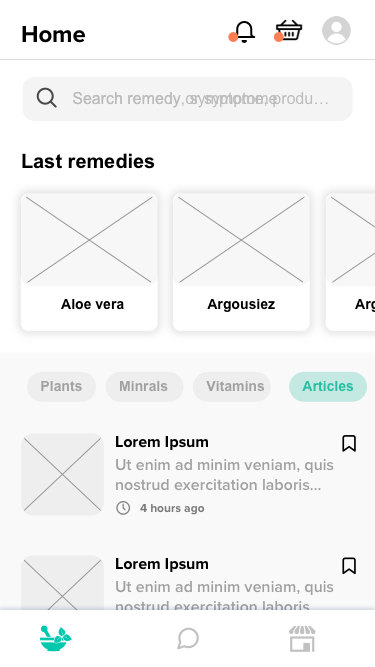 Home
Search remedy, symptome, produ…
Last remedies
Aloe vera
Argousiez
Arg
Plants
Minrals
Vitamins
Articles
Lorem Ipsum
Ut enim ad minim veniam, quis
nostrud exercitation laboris...
4 hours ago
Lorem Ipsum
Ut enim ad minim veniam, quis
nostrud exercitation laboris